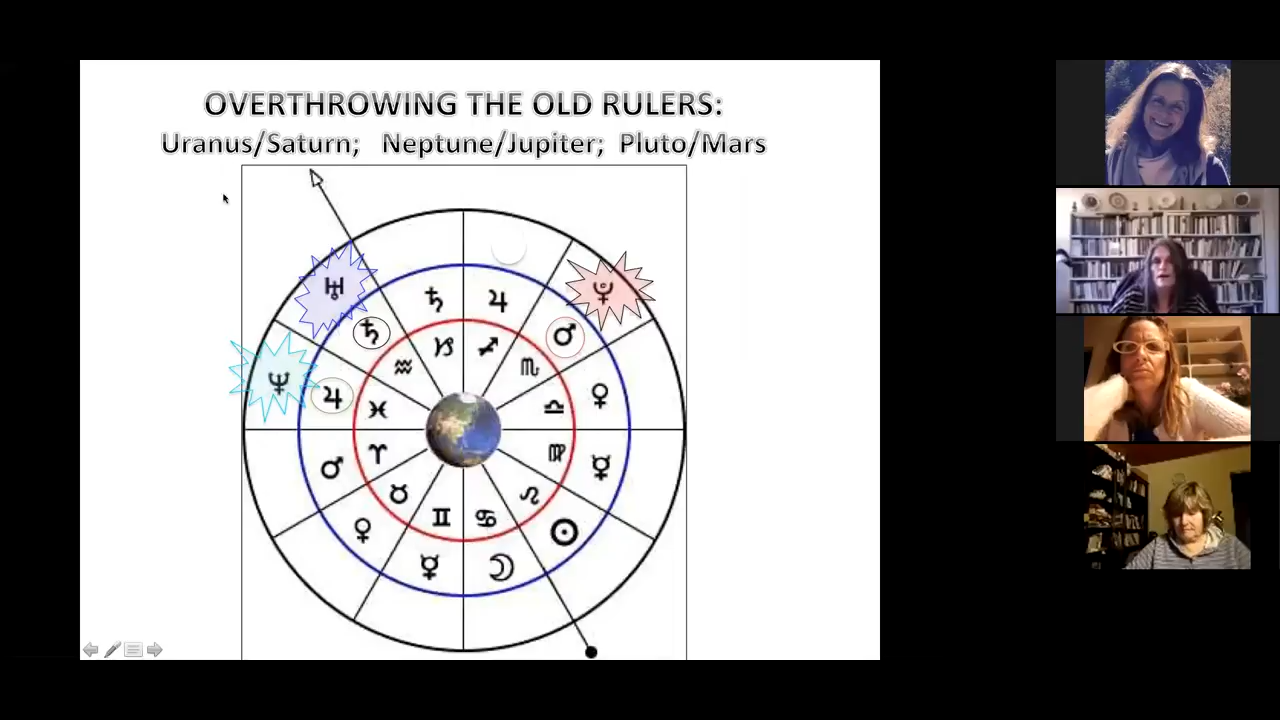 OVERTHROWING THE OLD RULERS:
Uranus/Saturn; Neptune/Jupiter; Pluto/Mars